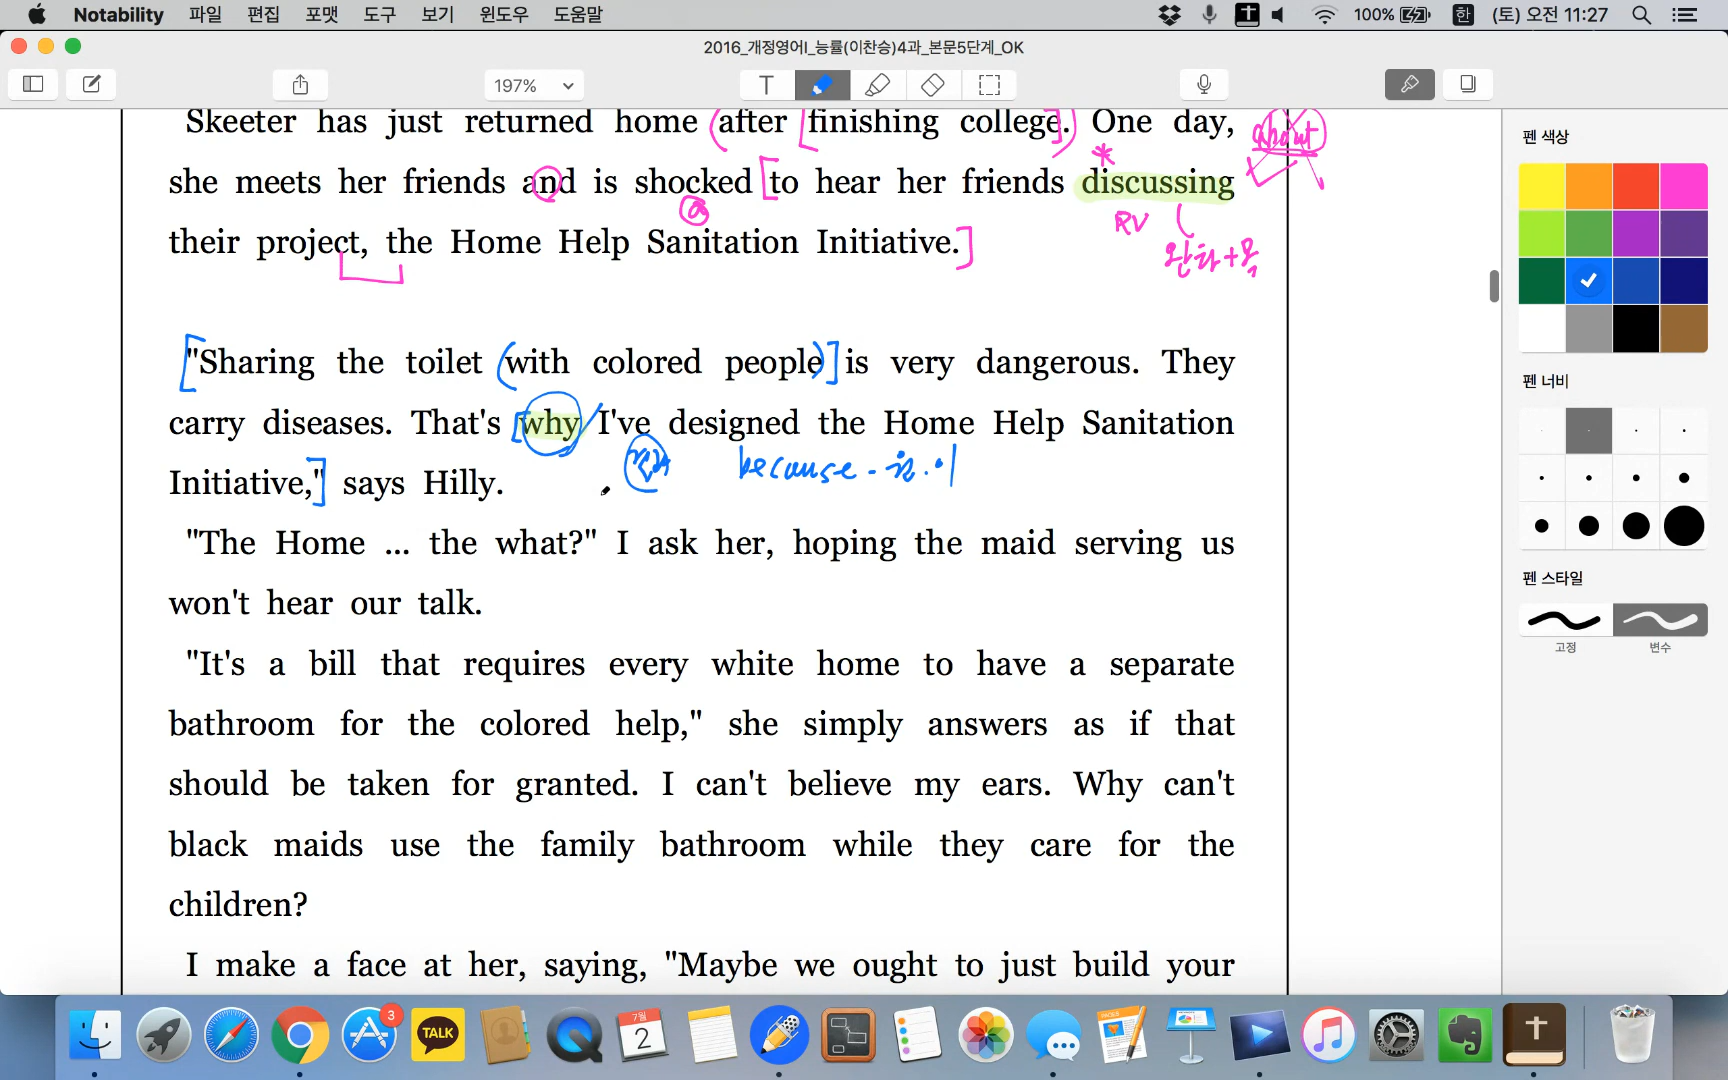 Notability 파일 편집 포맷 도구 보기 윈도우 도움말 100% 한 (토) 오전 11:27
2016_개정영어I_능률(이찬승)4과_본문5단계_OK
197% T
Skeeter has just returned home (after [finishing college].) One day, about
she meets her friends and is shocked [to hear her friends discussing
RV 완타+목
their project, the Home Help Sanitation Initiative.]
["Sharing the toilet (with colored people)] is very dangerous. They
carry diseases. That's [why / I've designed the Home Help Sanitation
because
Initiative,"] says Hilly.
"The Home ... the what?" I ask her, hoping the maid serving us
won't hear our talk.
"It's a bill that requires every white home to have a separate
bathroom for the colored help," she simply answers as if that
should be taken for granted. I can't believe my ears. Why can't
black maids use the family bathroom while they care for the
children?
I make a face at her, saying, "Maybe we ought to just build your
펜 색상
펜 너비
펜 스타일
고정 변수
3
TALK
7월
2
PAGES